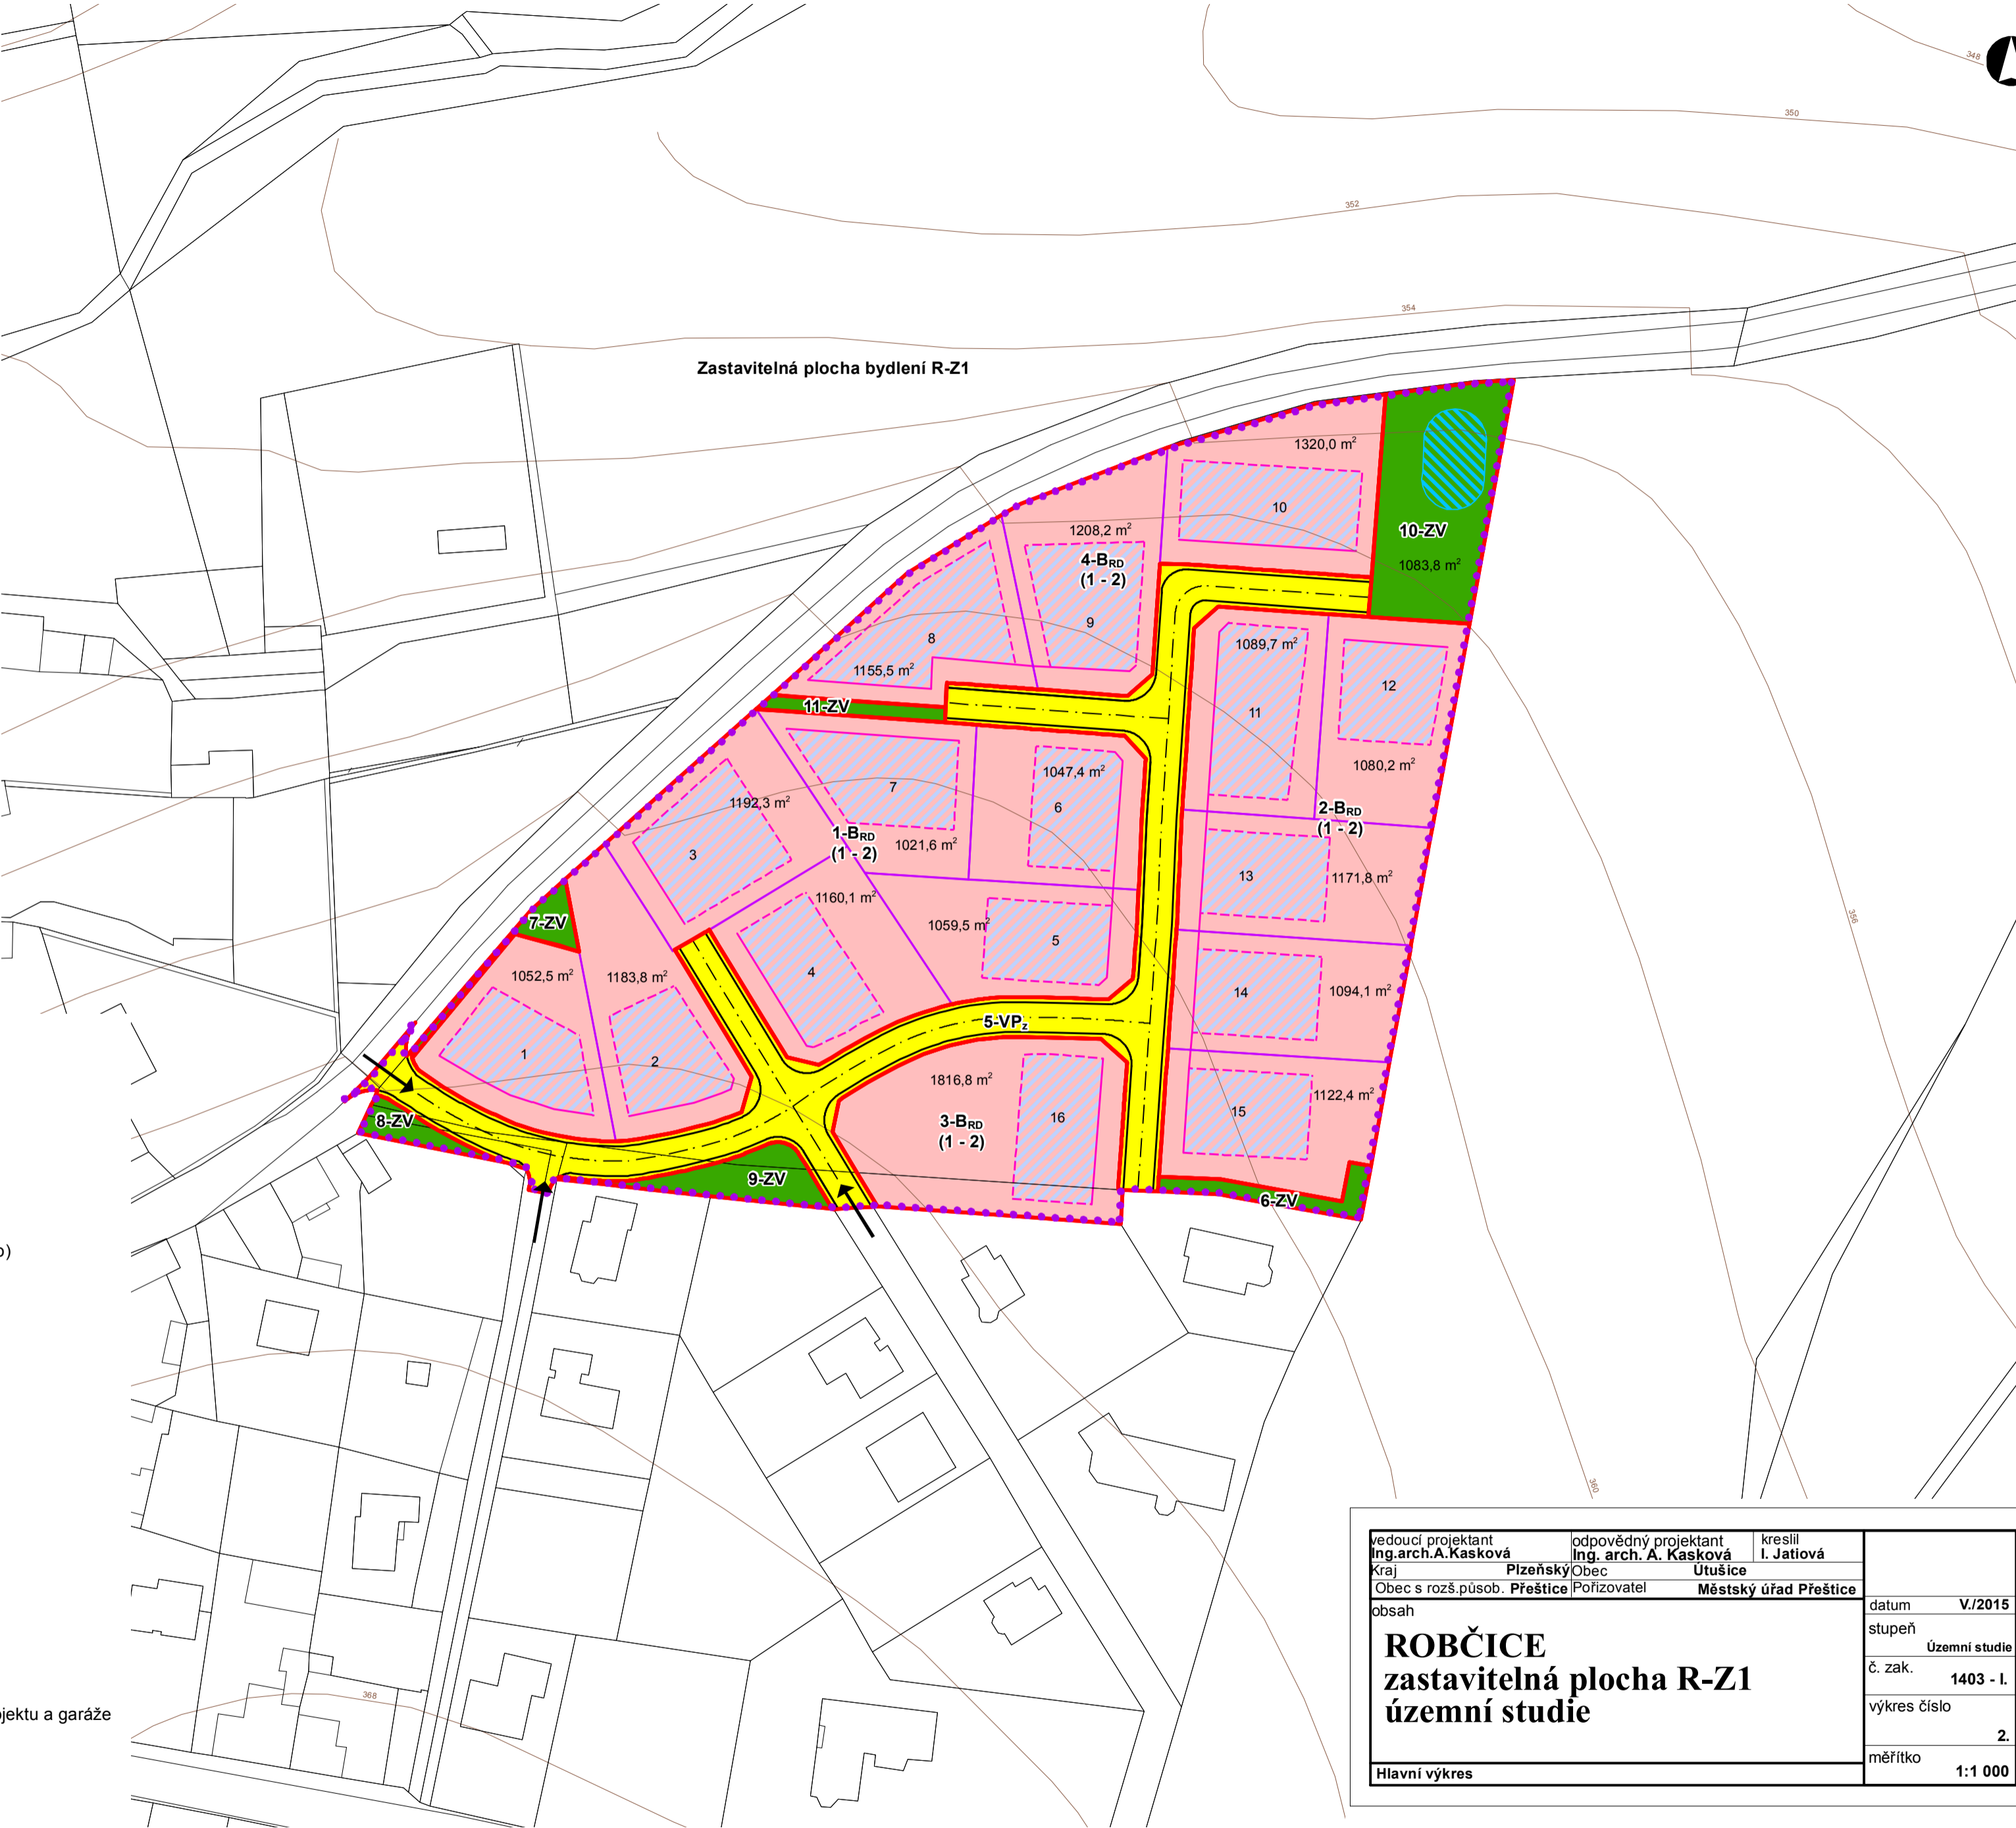 348
350
352
354
Zastavitelná plocha bydlení R-Z1
1320,0 m²
10
10-ZV
1083,8 m²
1208,2 m²
4-BRD
(1 - 2)
9
8
1155,5 m²
11-ZV
1089,7 m²
11
12
1080,2 m²
2-BRD
(1 - 2)
7
1047,4 m²
6
1192,3 m²
3
1-BRD
(1 - 2)
1021,6 m²
1160,1 m²
4
1059,5 m²
5
13
1171,8 m²
14
1094,1 m²
356
7-ZV
1052,5 m²
1183,8 m²
1
2
5-VPz
1816,8 m²
3-BRD
(1 - 2)
16
15
1122,4 m²
8-ZV
9-ZV
6-ZV
o)
360
368
jektu a garáže
vedoucí projektant
Ing.arch.A.Kasková
odpovědný projektant
Ing. arch. A. Kasková
kreslil
I. Jatiová
Kraj Plzeňský
Obec Útušice
Obec s rozš.působ. Přeštice
Pořizovatel Městský úřad Přeštice
obsah
ROBČICE
zastavitelná plocha R-Z1
územní studie
Hlavní výkres
datum V./2015
stupeň
Územní studie
č. zak.
1403 - I.
výkres číslo
2.
měřítko
1:1 000